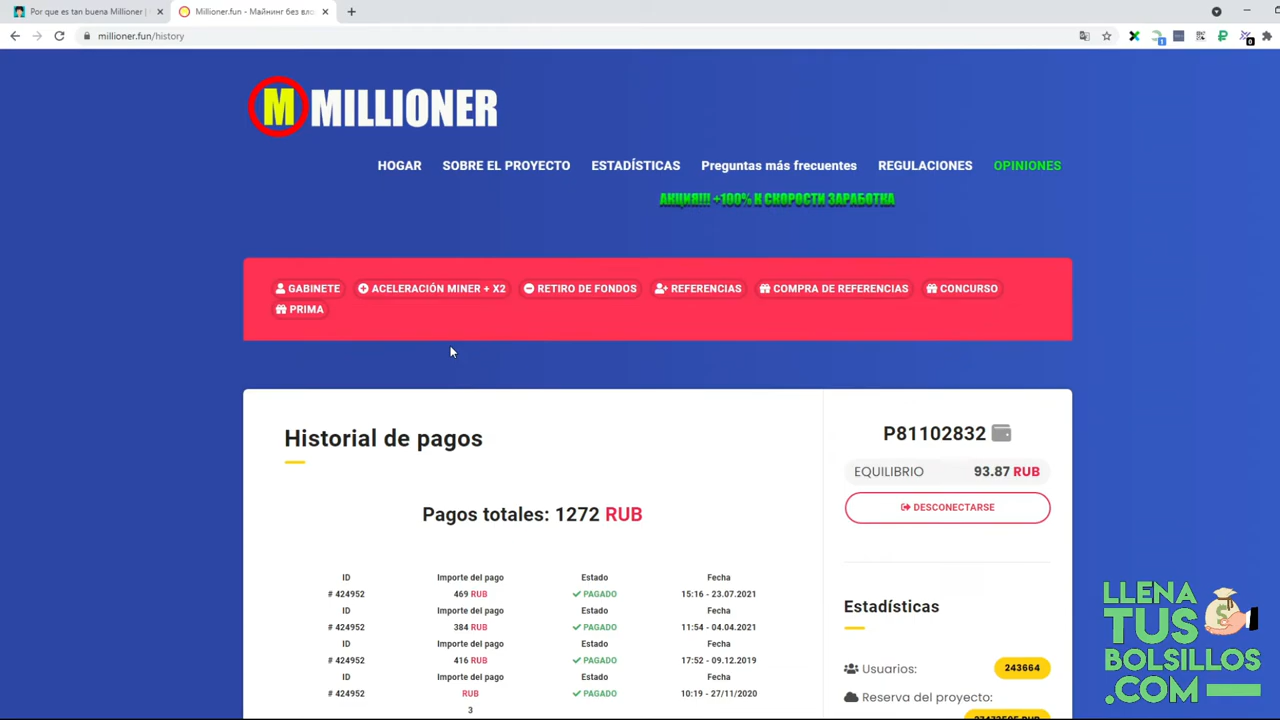 Por que es tan buena Millioner |
Millioner.fun - Майнинг без вло
millioner.fun/history
M MILLIONER
HOGAR SOBRE EL PROYECTO ESTADÍSTICAS Preguntas más frecuentes REGULACIONES OPINIONES
АКЦИЯ!!! +100% К СКОРОСТИ ЗАРАБОТКА
GABINETE ACELERACIÓN MINER + X2 RETIRO DE FONDOS REFERENCIAS COMPRA DE REFERENCIAS CONCURSO
PRIMA
Historial de pagos
Pagos totales: 1272 RUB
ID Importe del pago Estado Fecha
# 424952 469 RUB PAGADO 15:16 - 23.07.2021
ID Importe del pago Estado Fecha
# 424952 384 RUB PAGADO 11:54 - 04.04.2021
ID Importe del pago Estado Fecha
# 424952 416 RUB PAGADO 17:52 - 09.12.2019
ID Importe del pago Estado Fecha
# 424952 RUB PAGADO 10:19 - 27/11/2020
3
P81102832
EQUILIBRIO 93.87 RUB
DESCONECTARSE
Estadísticas
Usuarios: 243664
Reserva del proyecto:
LLENA
TUS
BOLSILLOS
.COM